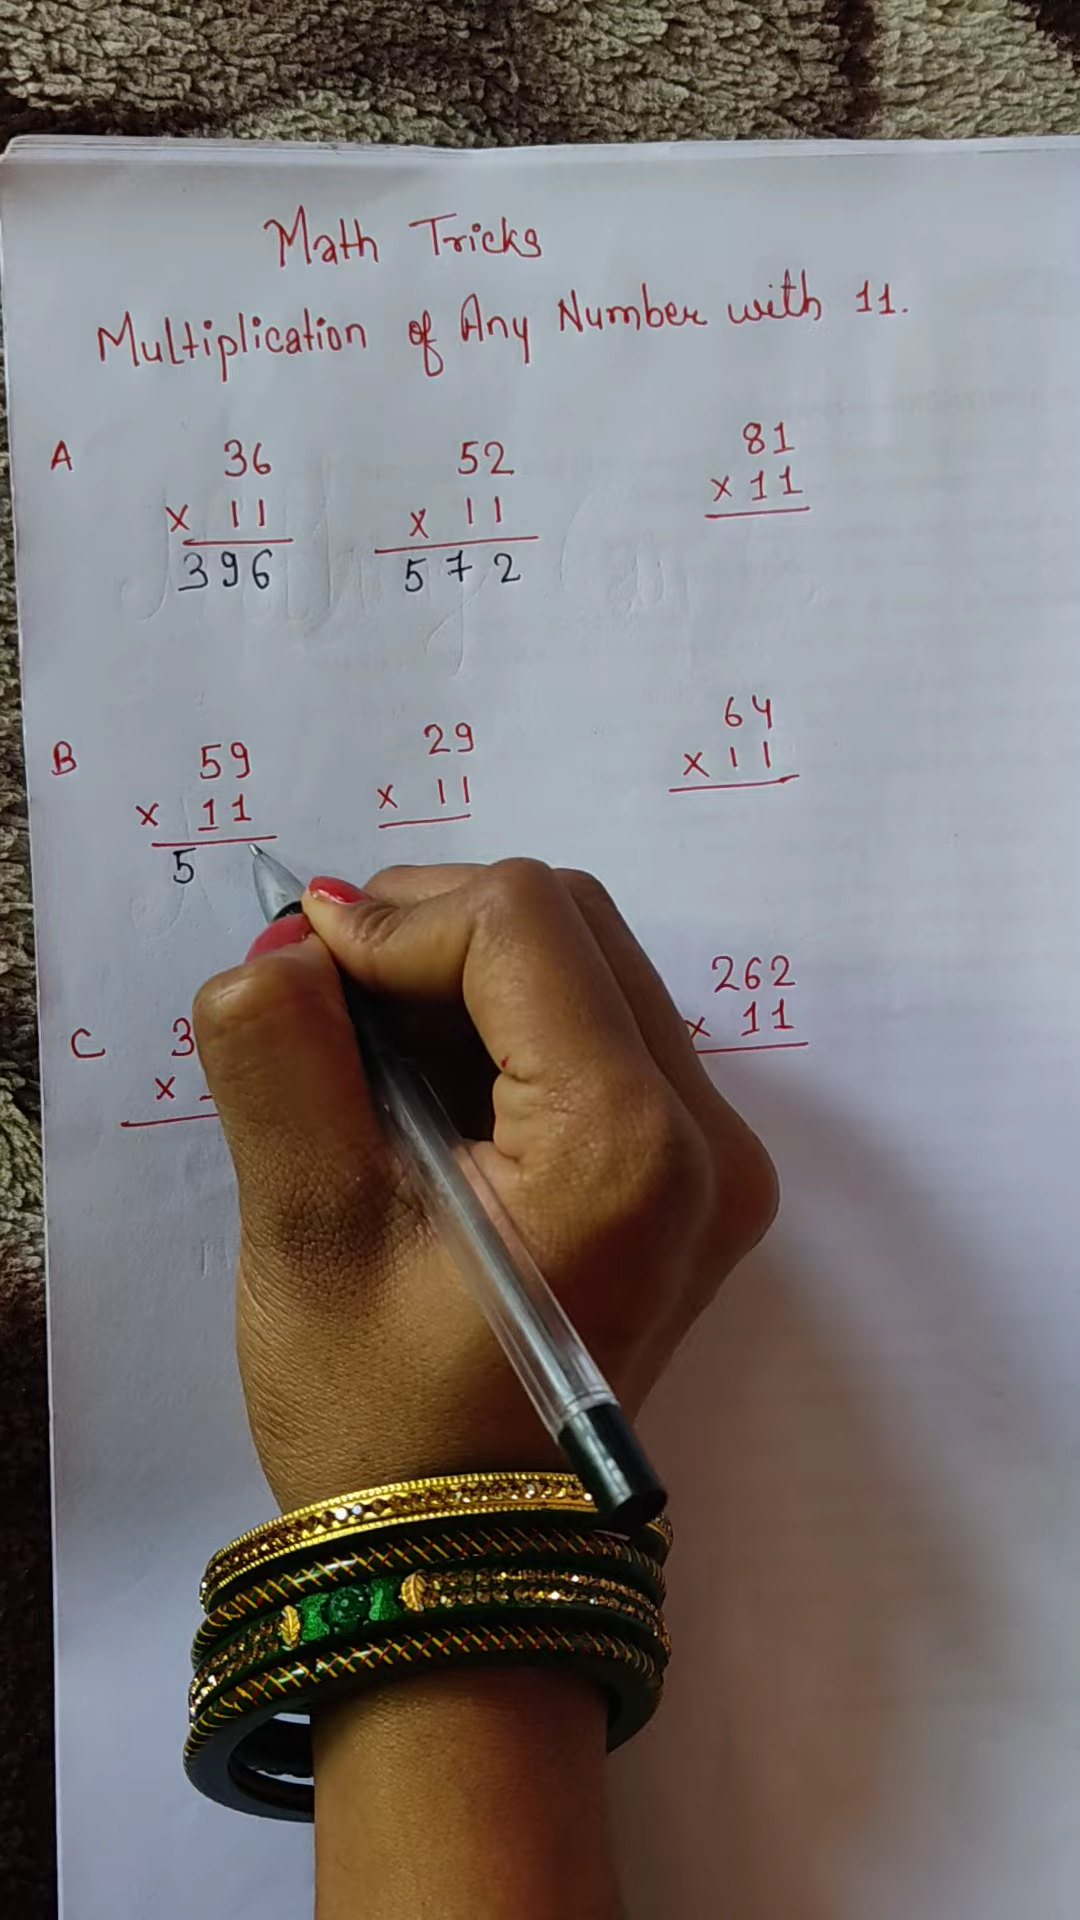 Math Tricks
Multiplication of Any Number with 11.
A 36 52 81
x 11 x 11 x 11
396 572
B 59 29 64
x 11 x 11 x 11
5
C 3 262
x x 11